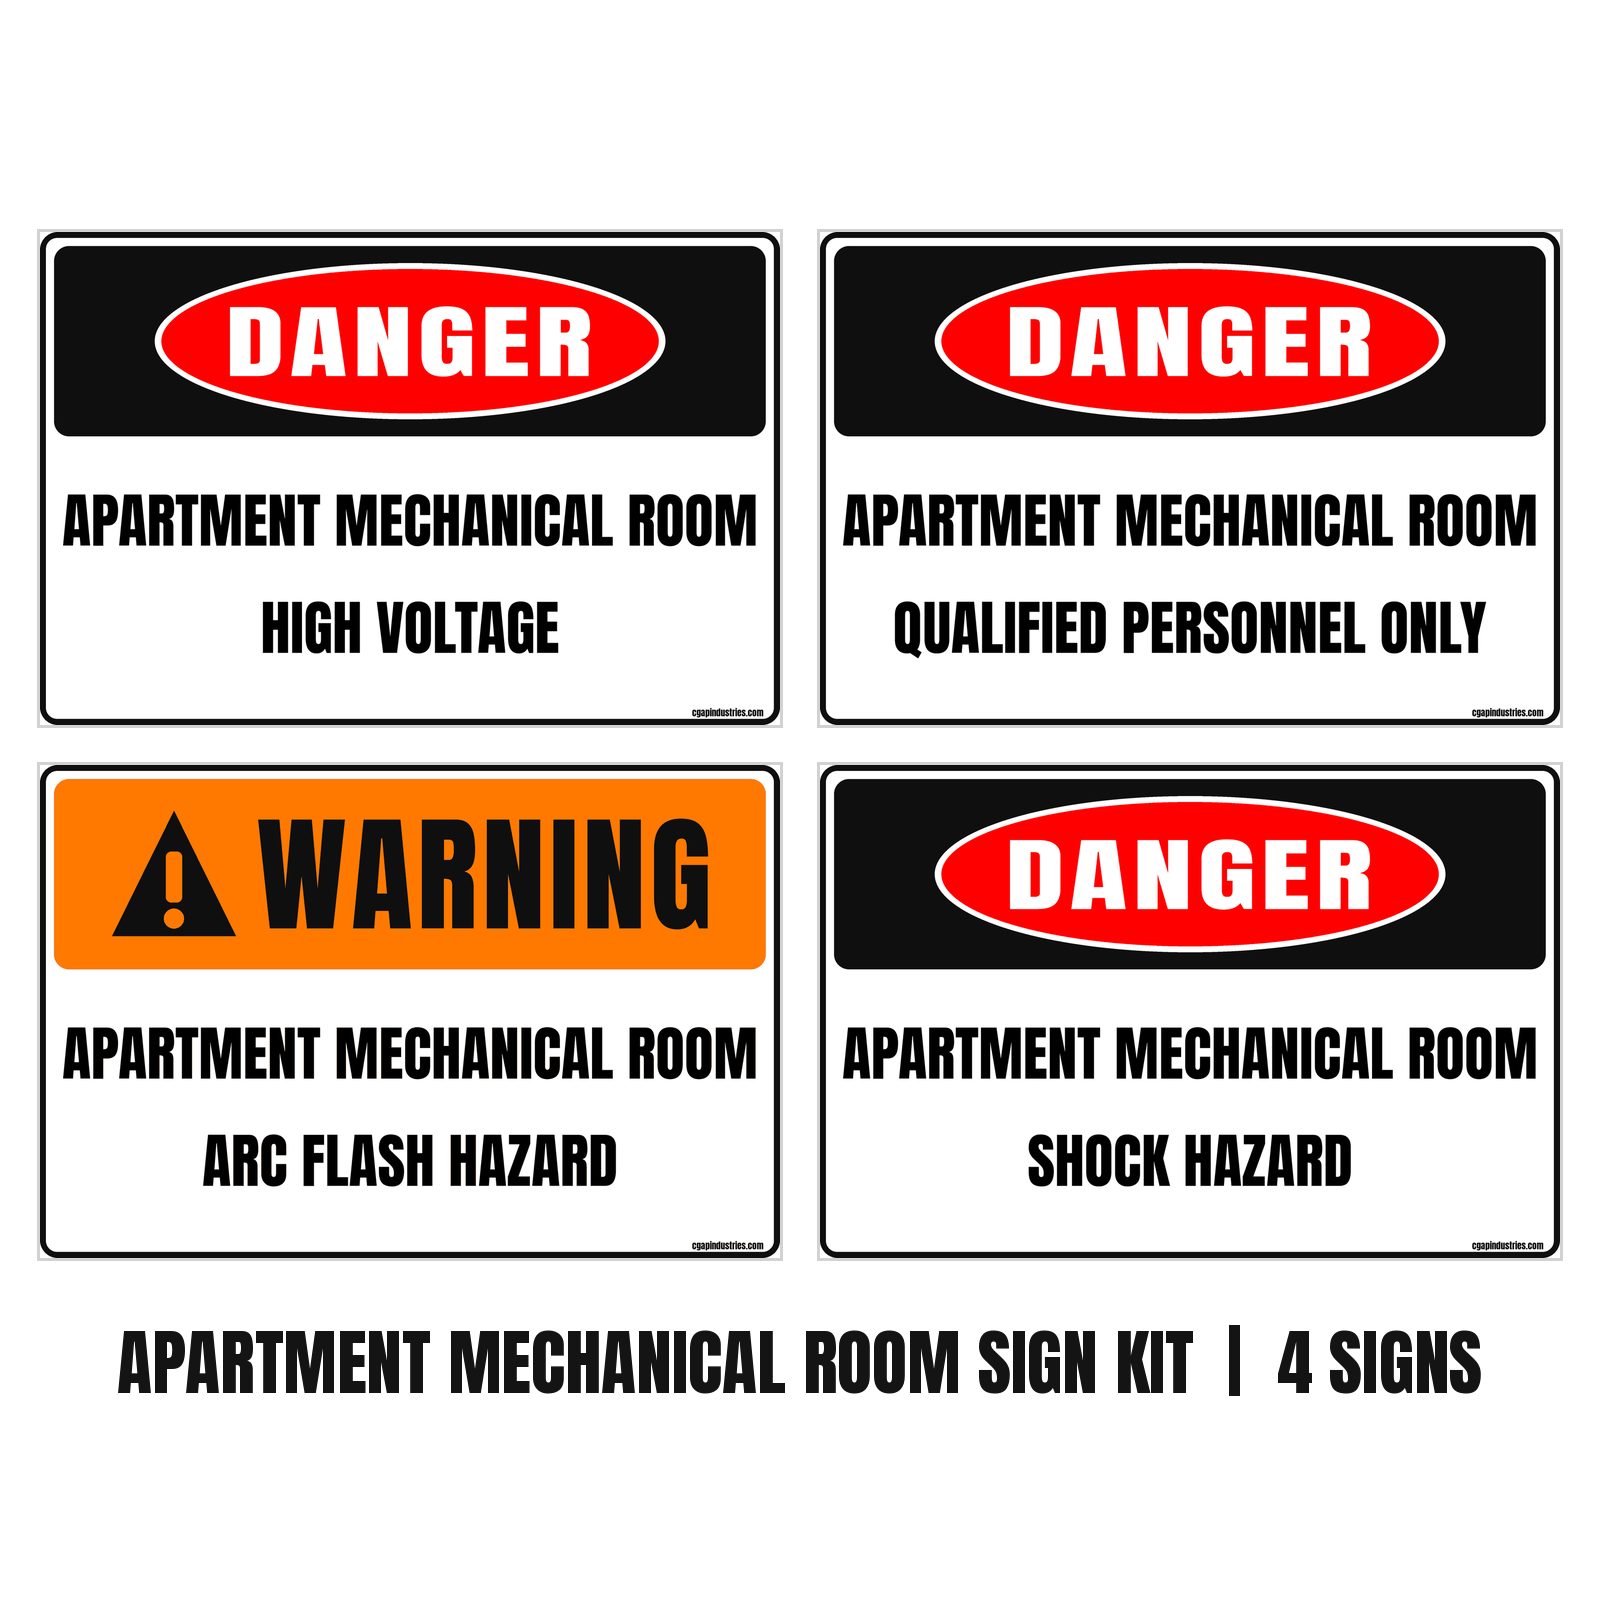 DANGER
APARTMENT MECHANICAL ROOM
HIGH VOLTAGE
cgapindustries.com
DANGER
APARTMENT MECHANICAL ROOM
QUALIFIED PERSONNEL ONLY
cgapindustries.com
WARNING
APARTMENT MECHANICAL ROOM
ARC FLASH HAZARD
cgapindustries.com
DANGER
APARTMENT MECHANICAL ROOM
SHOCK HAZARD
cgapindustries.com
APARTMENT MECHANICAL ROOM SIGN KIT | 4 SIGNS